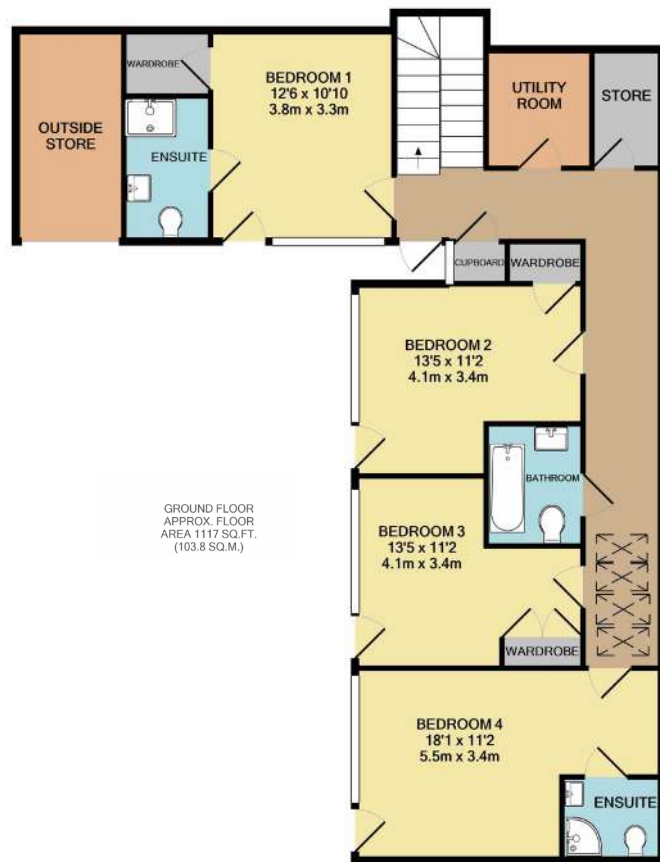 WARDROBE
BEDROOM 1
12'6 x 10'10
3.8m x 3.3m
OUTSIDE
STORE
ENSUITE
UTILITY
ROOM
STORE
CUPBOARD
WARDROBE
BEDROOM 2
13'5 x 11'2
4.1m x 3.4m
BATHROOM
GROUND FLOOR
APPROX. FLOOR
AREA 1117 SQ.FT.
(103.8 SQ.M.)
BEDROOM 3
13'5 x 11'2
4.1m x 3.4m
WARDROBE
BEDROOM 4
18'1 x 11'2
5.5m x 3.4m
ENSUITE